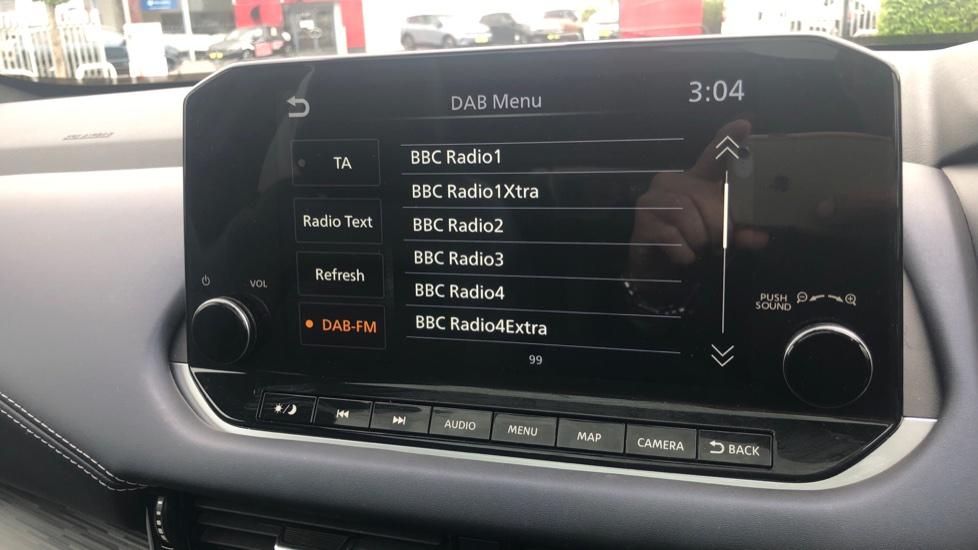 DAB Menu
3:04
TA
Radio Text
Refresh
DAB-FM
BBC Radio1
BBC Radio1Xtra
BBC Radio2
BBC Radio3
BBC Radio4
BBC Radio4Extra
99
VOL
PUSH
SOUND
AUDIO
MENU
MAP
CAMERA
BACK